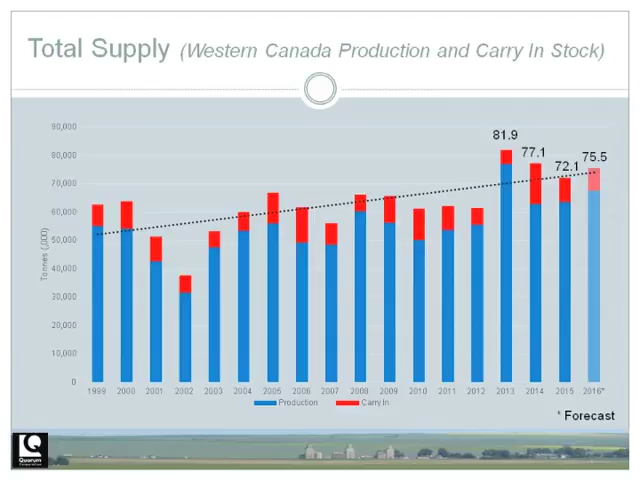 Total Supply (Western Canada Production and Carry In Stock)
90,000
80,000
70,000
60,000
50,000
40,000
30,000
20,000
10,000
0
Tonnes (,000)
81.9
77.1
72.1
75.5
1999 2000 2001 2002 2003 2004 2005 2006 2007 2008 2009 2010 2011 2012 2013 2014 2015 2016*
Production Carry In
* Forecast
Quorum
Corporation